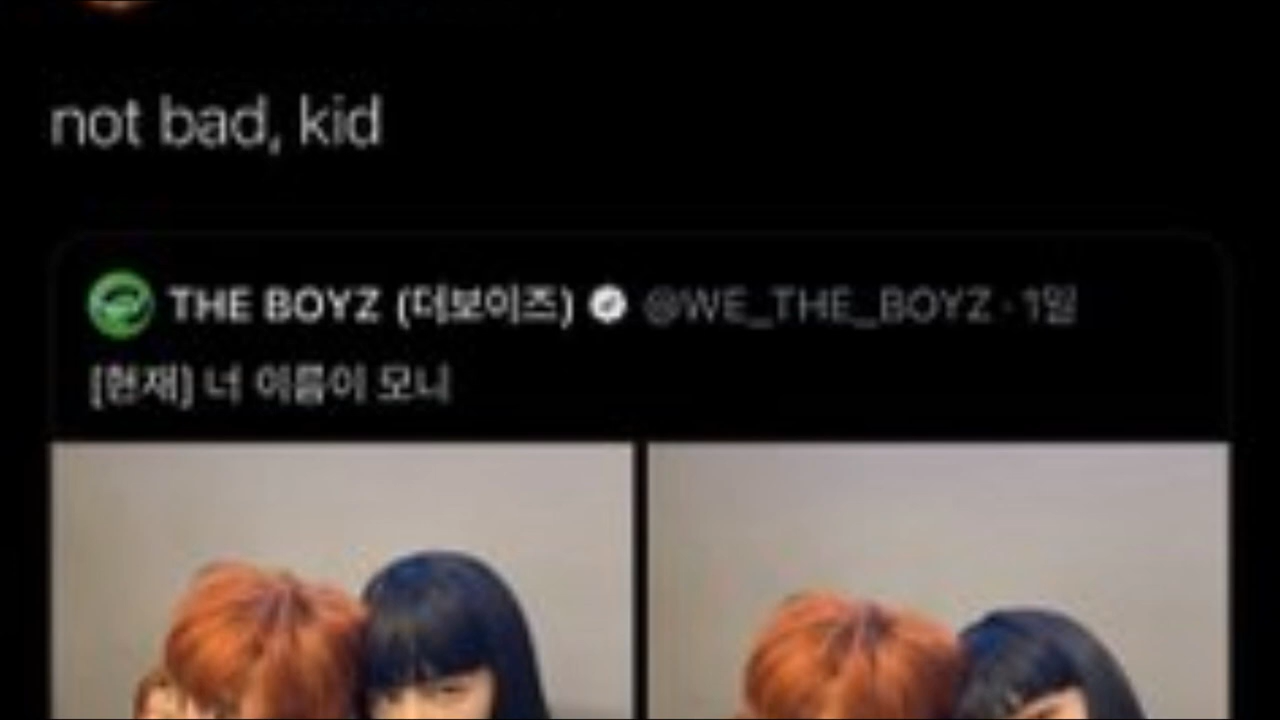 not bad, kid
THE BOYZ (더보이즈) @WE_THE_BOYZ · 1일
[현재] 너 이름이 모니